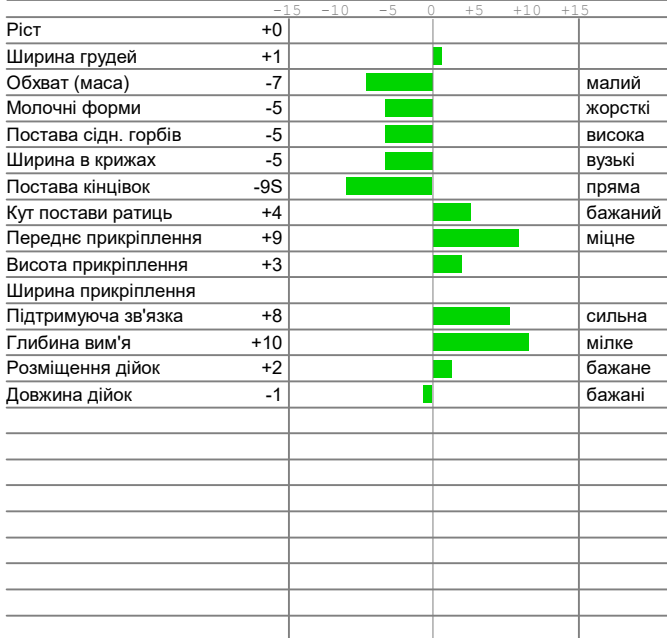 -15 -10 -5 0 +5 +10 +15
Ріст +0
Ширина грудей +1
Обхват (маса) -7 малий
Молочні форми -5 жорсткі
Постава сідн. горбів -5 висока
Ширина в крижах -5 вузькі
Постава кінцівок -9S пряма
Кут постави ратиць +4 бажаний
Переднє прикріплення +9 міцне
Висота прикріплення +3
Ширина прикріплення
Підтримуюча зв'язка +8 сильна
Глибина вим'я +10 мілке
Розміщення дійок +2 бажане
Довжина дійок -1 бажані